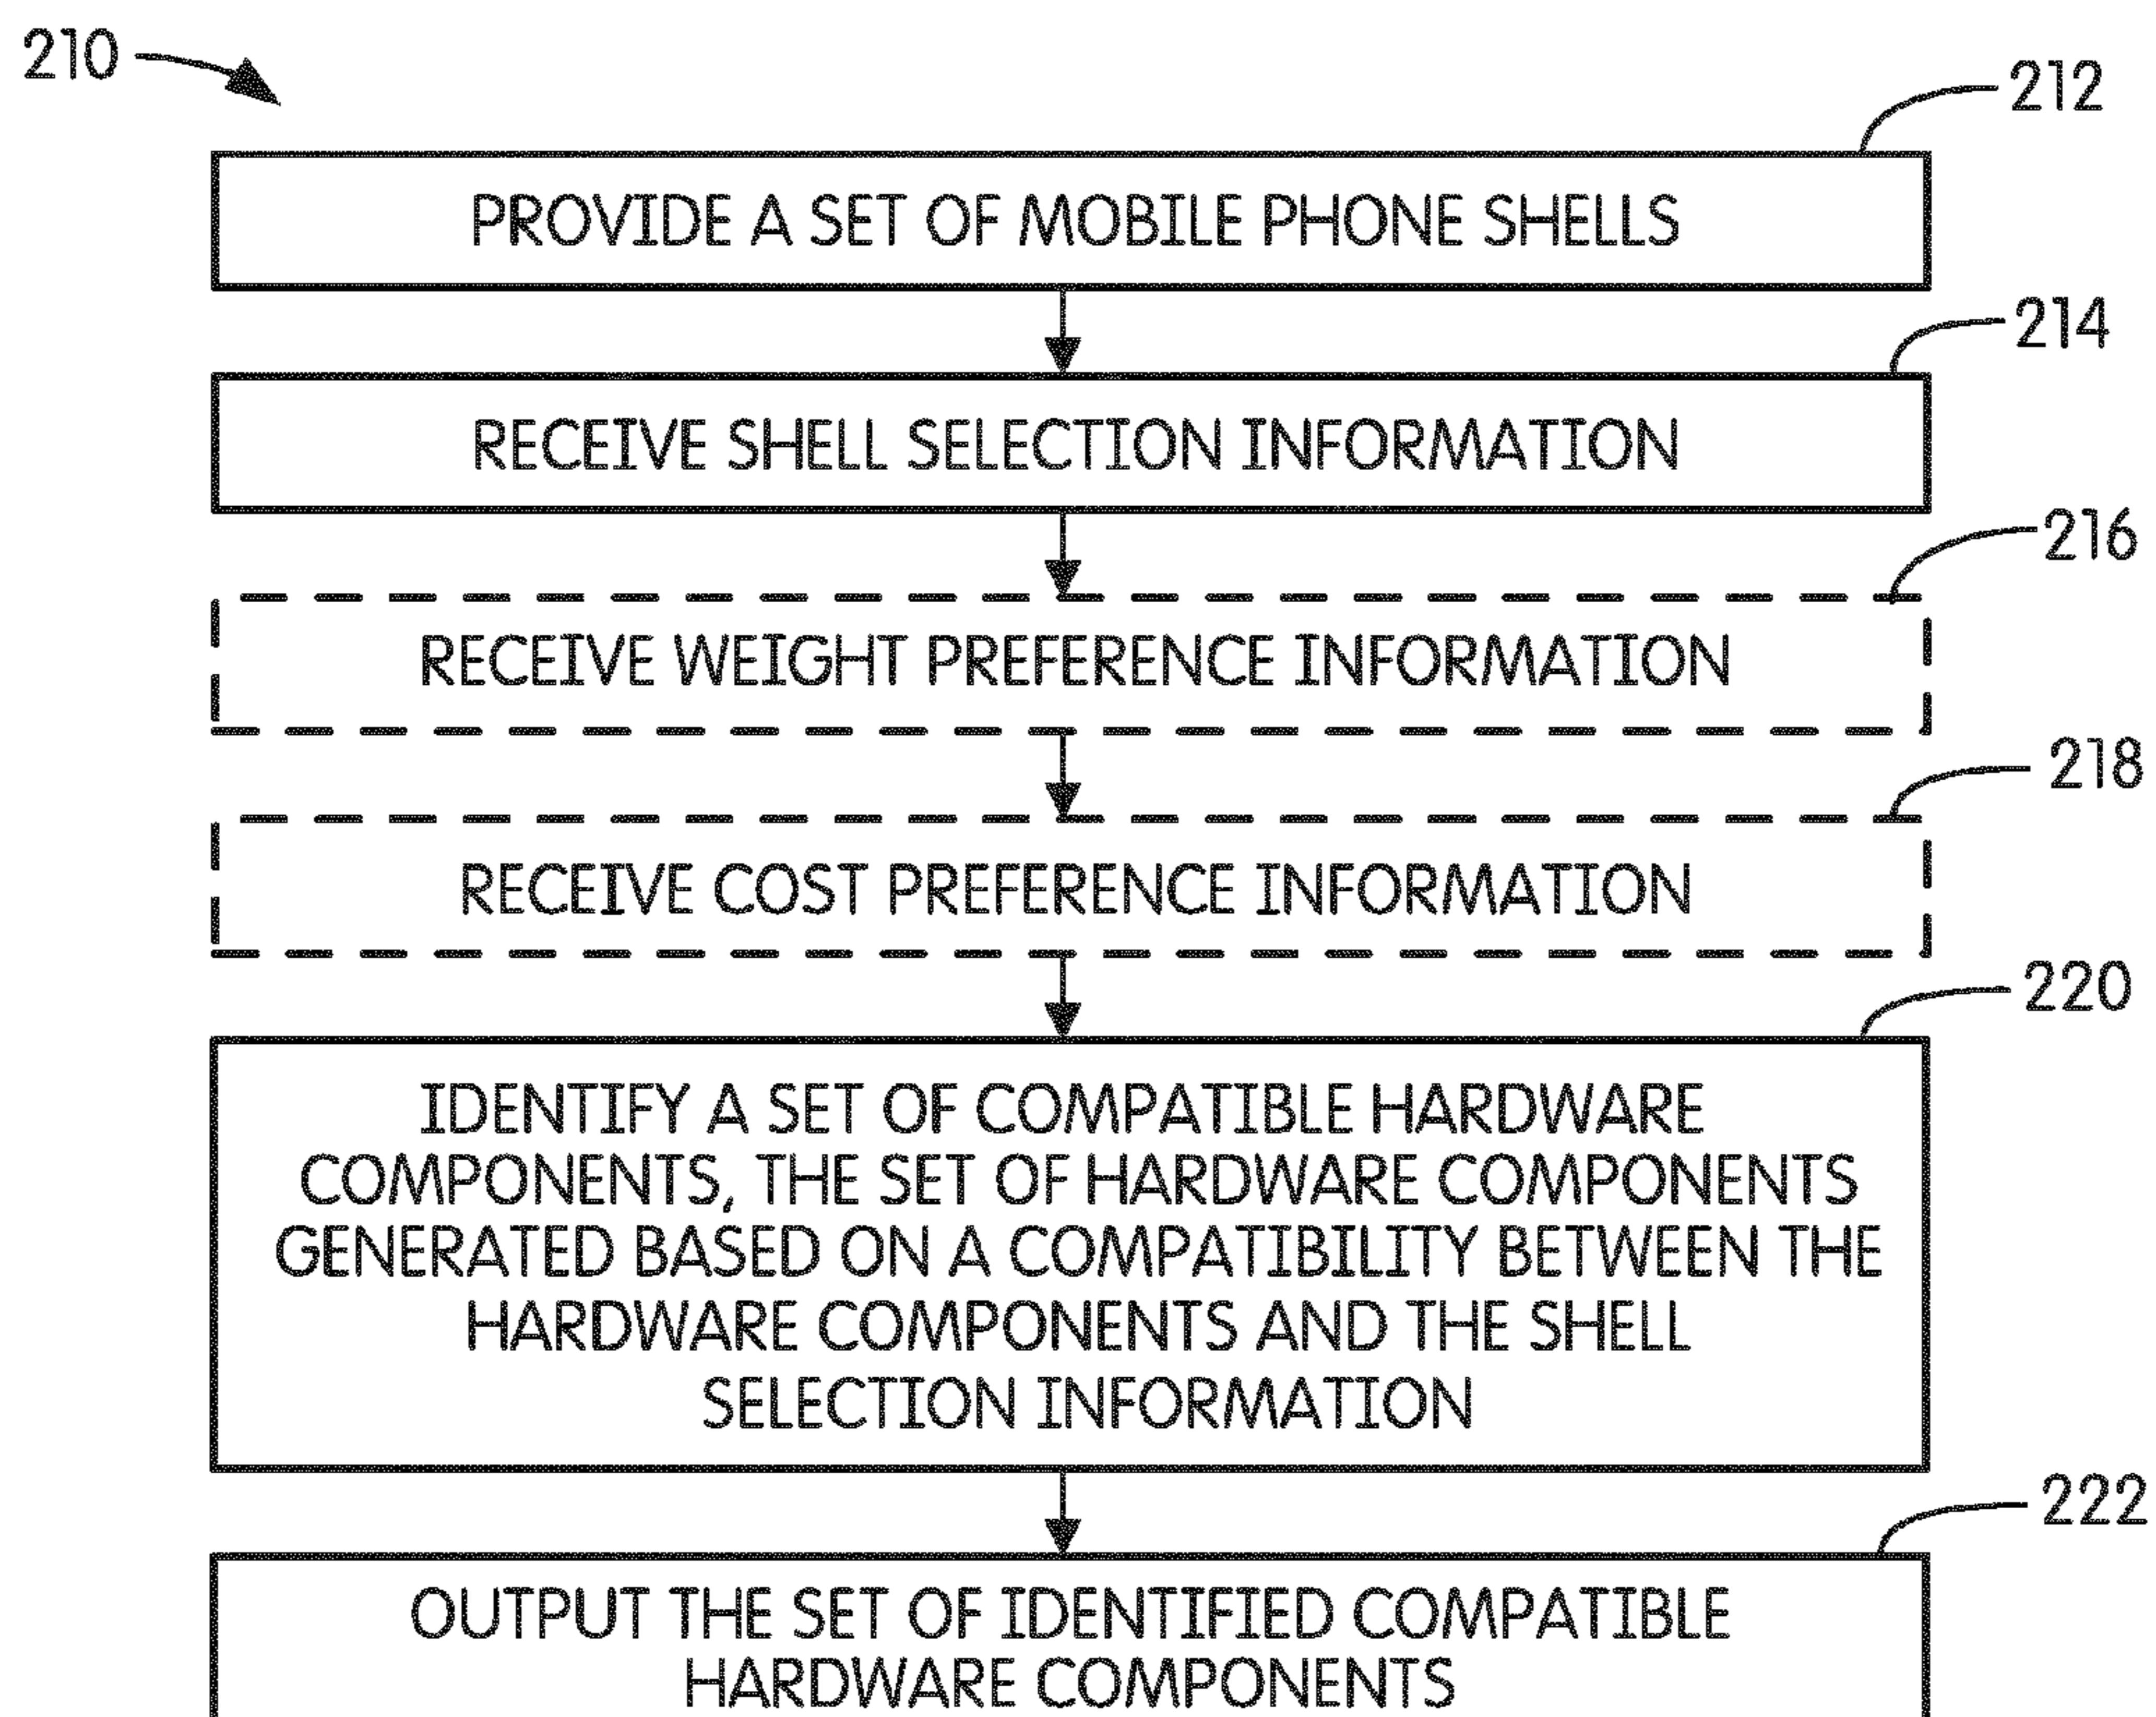 210
212
PROVIDE A SET OF MOBILE PHONE SHELLS
214
RECEIVE SHELL SELECTION INFORMATION
216
RECEIVE WEIGHT PREFERENCE INFORMATION
218
RECEIVE COST PREFERENCE INFORMATION
220
IDENTIFY A SET OF COMPATIBLE HARDWARE
COMPONENTS, THE SET OF HARDWARE COMPONENTS
GENERATED BASED ON A COMPATIBILITY BETWEEN THE
HARDWARE COMPONENTS AND THE SHELL
SELECTION INFORMATION
222
OUTPUT THE SET OF IDENTIFIED COMPATIBLE
HARDWARE COMPONENTS